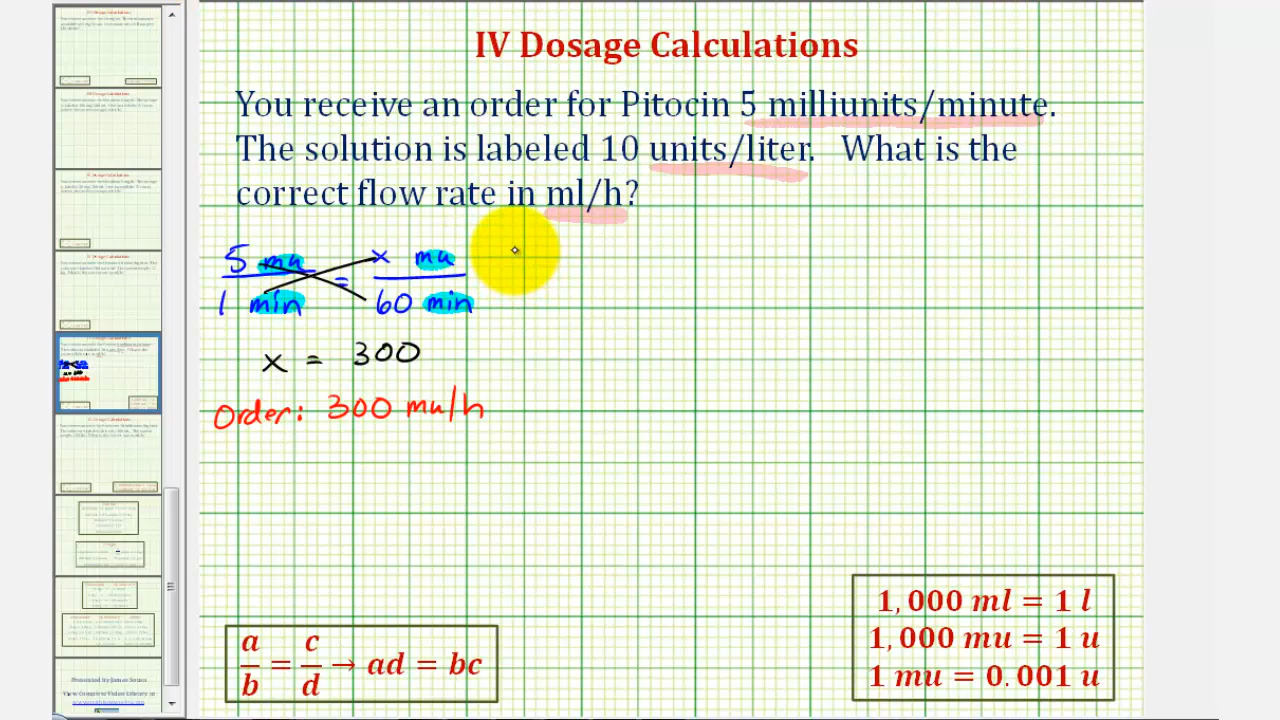 IV Dosage Calculations
You receive an order for Pitocin 5 milliunits/minute.
The solution is labeled 10 units/liter. What is the
correct flow rate in ml/h?
5 mu / 1 min = x mu / 60 min
x = 300
Order: 300 mu/h
a/b = c/d → ad = bc
1,000 ml = 1 l
1,000 mu = 1 u
1 mu = 0.001 u